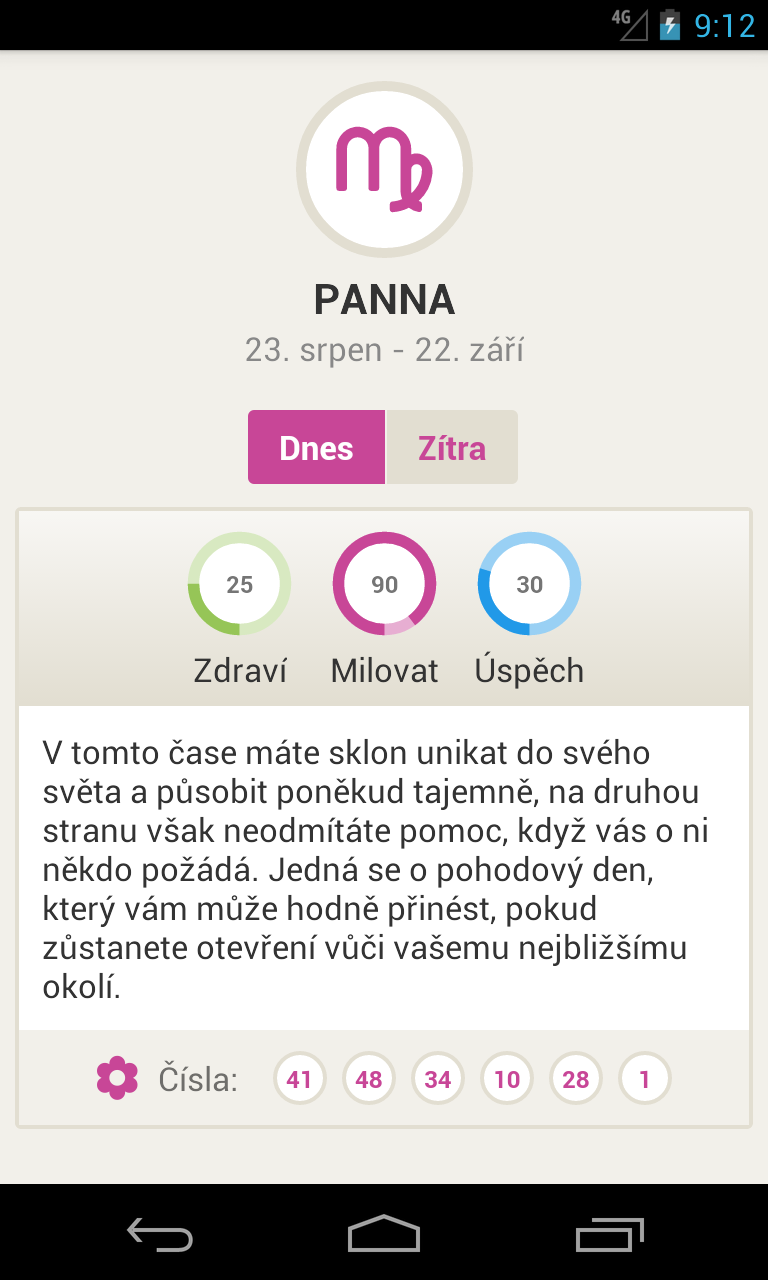 4G 9:12
PANNA
23. srpen - 22. září
Dnes Zítra
25 90 30
Zdraví Milovat Úspěch
V tomto čase máte sklon unikat do svého
světa a působit poněkud tajemně, na druhou
stranu však neodmítáte pomoc, když vás o ni
někdo požádá. Jedná se o pohodový den,
který vám může hodně přinést, pokud
zůstanete otevření vůči vašemu nejbližšímu
okolí.
Čísla: 41 48 34 10 28 1